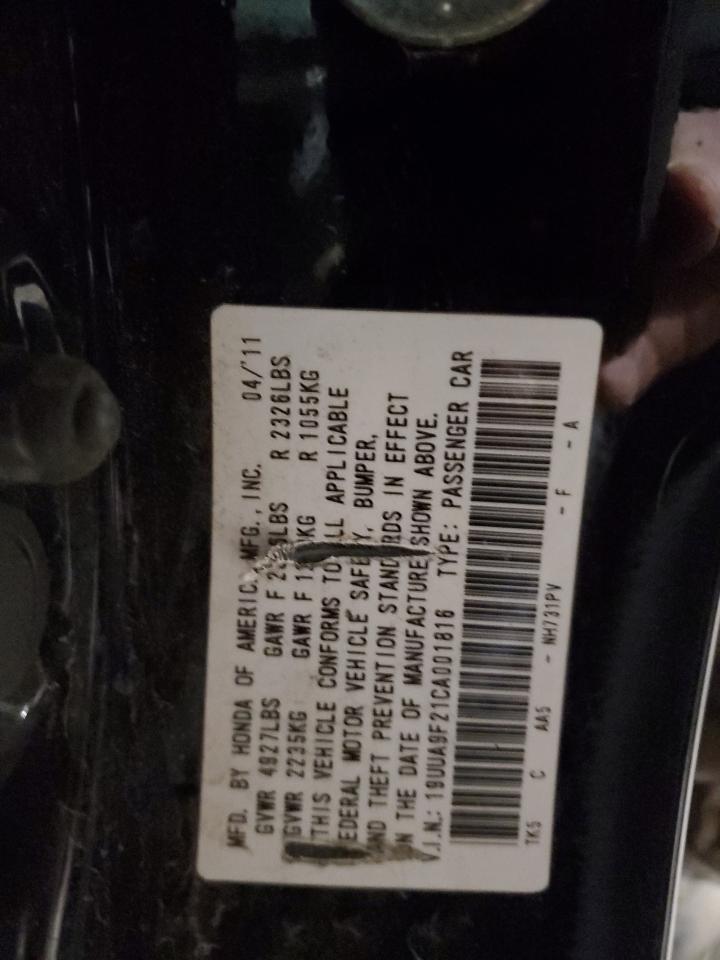 MFD. BY HONDA OF AMERICA MFG., INC. 04/'11
GVWR 4927LBS GAWR F LBS R 2326LBS
GVWR 2235KG GAWR F KG R 1055KG
THIS VEHICLE CONFORMS TO ALL APPLICABLE
FEDERAL MOTOR VEHICLE SAFETY, BUMPER,
AND THEFT PREVENTION STANDARDS IN EFFECT
ON THE DATE OF MANUFACTURE SHOWN ABOVE.
V.I.N.: 19UUA9F21CA001816 TYPE: PASSENGER CAR
TK5 C AA5 - NH731PV - F - A